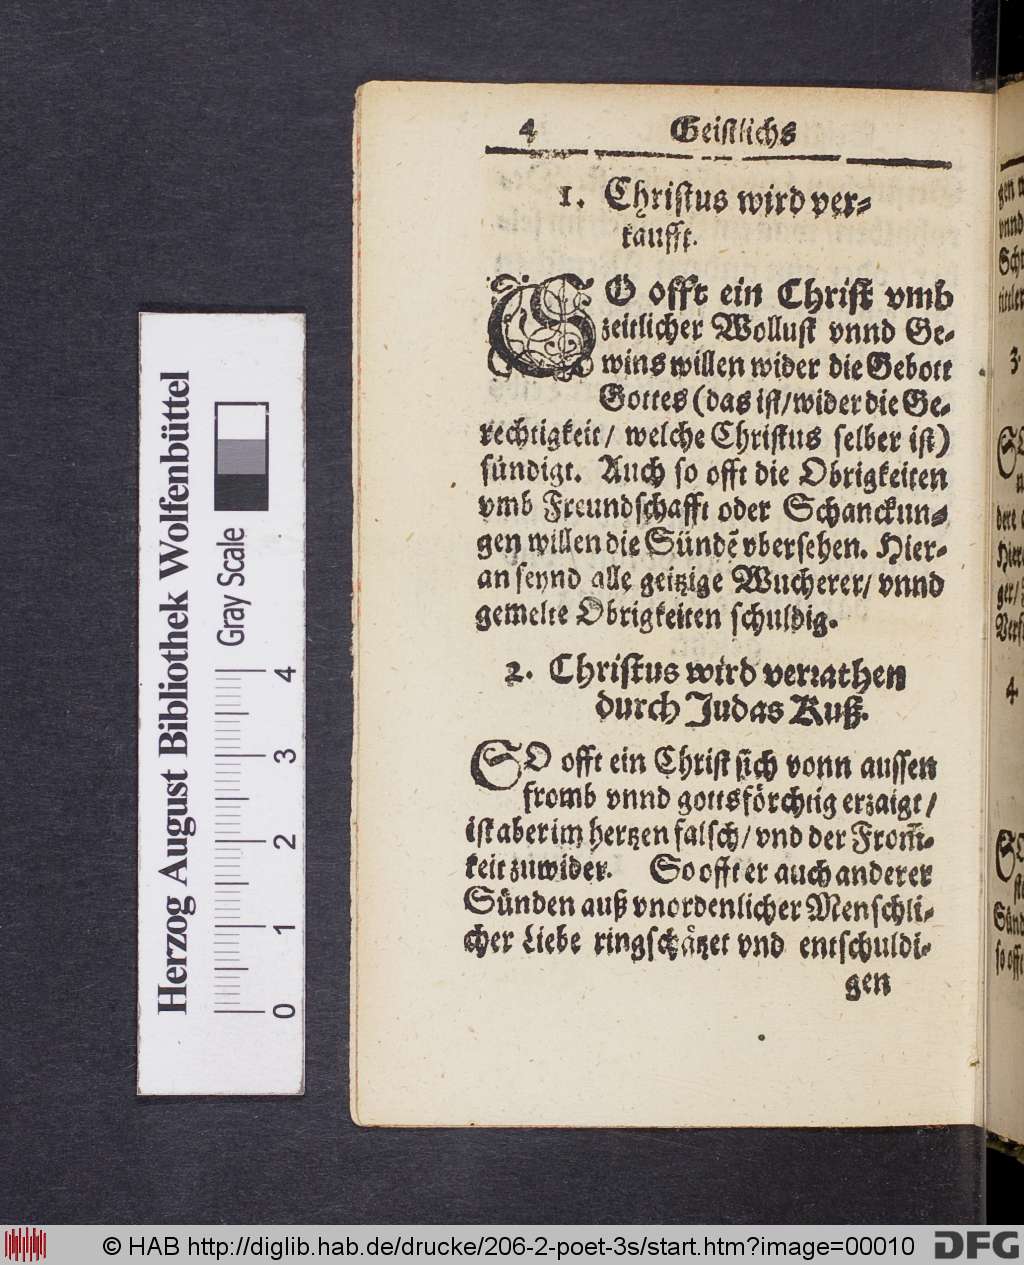 4 Geistlichs
1. Christus wird ver-
kaufft.
SO offt ein Christ vmb
zeitlicher Wollust vnnd Ge-
wins willen wider die Gebott
Gottes (das ist/ wider die Ge-
rechtigkeit/ welche Christus selber ist)
sündigt. Auch so offt die Obrigkeiten
vmb Freundschafft oder Schanckun-
gen willen die Sündẽ vbersehen. Hier-
an seynd alle geitzige Wucherer/ vnnd
gemelte Obrigkeiten schuldig.
2. Christus wird verrathen
durch Judas Kuß.
SO offt ein Christ sich vonn aussen
fromb vnnd gottsförchtig erzaigt/
ist aber im hertzen falsch/ vnd der From̃-
keit zuwider. So offt er auch anderer
Sünden auß vnordenlicher Menschli-
cher Liebe ringschätzet vnd entschuldi-
gen
Herzog August Bibliothek Wolfenbüttel
Gray Scale
0 1 2 3 4
© HAB http://diglib.hab.de/drucke/206-2-poet-3s/start.htm?image=00010
DFG